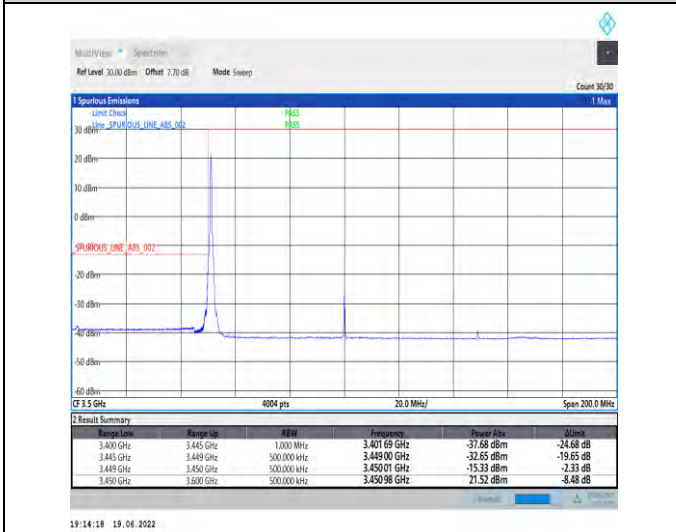 MultiView Spectrum
Ref Level 30.00 dBm Offset 7.70 dB Mode Sweep
Count 30/30
1 Spurious Emissions 1 Max
Limit Check PASS
Line _SPURIOUS_LINE_ABS_002 PASS
30 dBm
20 dBm
10 dBm
0 dBm
_SPURIOUS_LINE_ABS_002
-20 dBm
-30 dBm
-40 dBm
-50 dBm
-60 dBm
CF 3.5 GHz 4004 pts 20.0 MHz/ Span 200.0 MHz
2 Result Summary
Range Low Range Up RBW Frequency Power Abs ΔLimit
3.400 GHz 3.445 GHz 1.000 MHz 3.401 69 GHz -37.68 dBm -24.68 dB
3.445 GHz 3.449 GHz 500.000 kHz 3.449 00 GHz -32.65 dBm -19.65 dB
3.449 GHz 3.450 GHz 500.000 kHz 3.450 01 GHz -15.33 dBm -2.33 dB
3.450 GHz 3.600 GHz 500.000 kHz 3.450 98 GHz 21.52 dBm -8.48 dB
19:14:18 19.06.2022